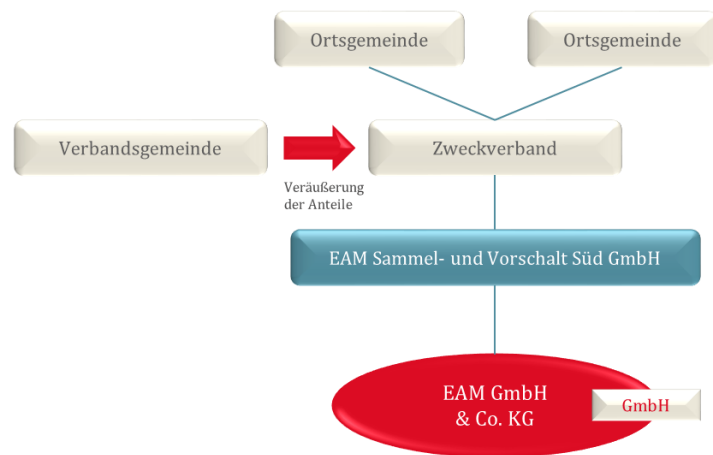 Ortsgemeinde
Ortsgemeinde
Verbandsgemeinde
Zweckverband
Veräußerung
der Anteile
EAM Sammel- und Vorschalt Süd GmbH
EAM GmbH
& Co. KG
GmbH